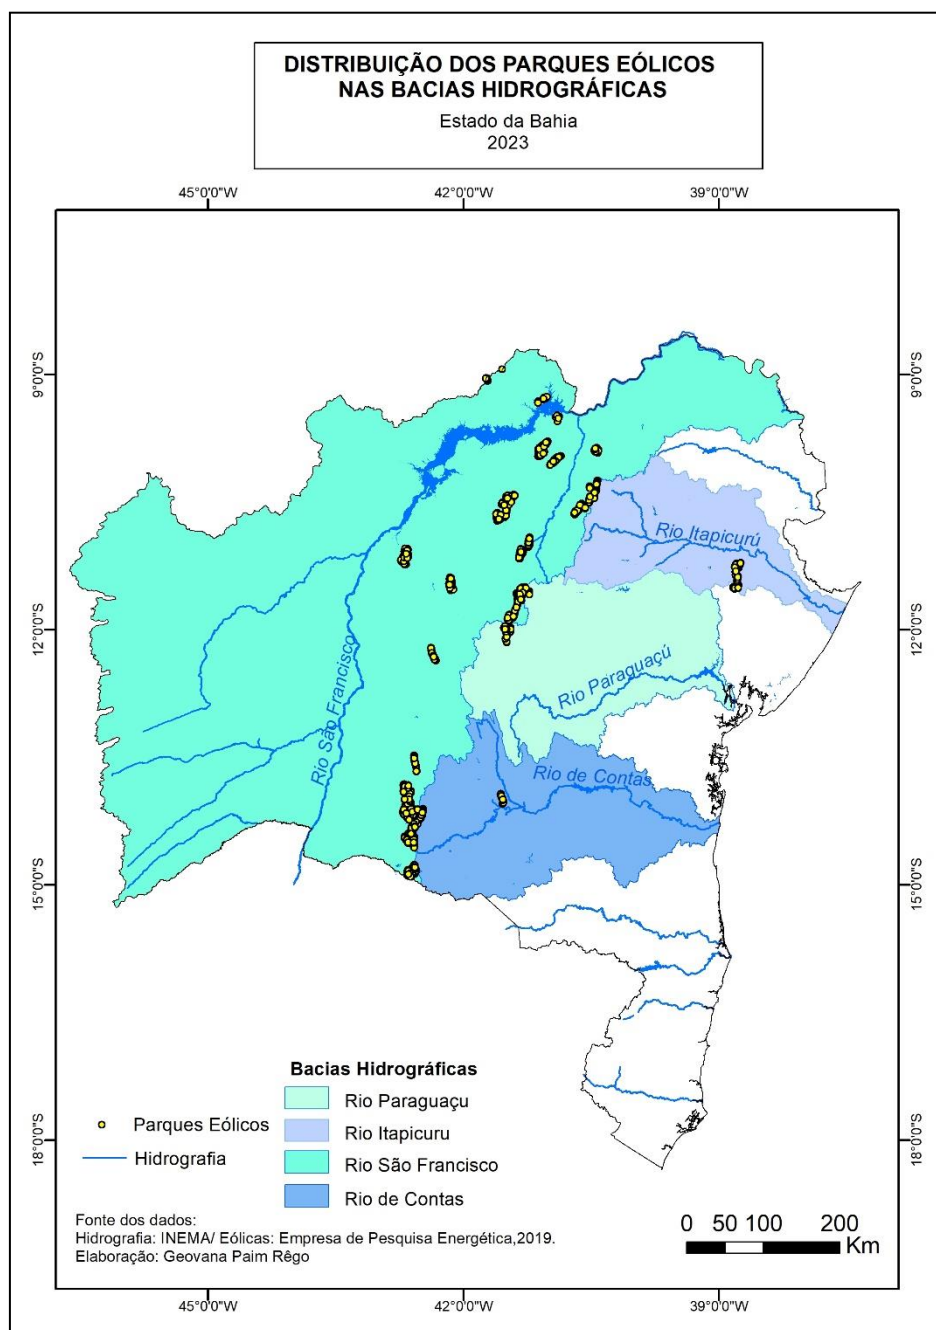 DISTRIBUIÇÃO DOS PARQUES EÓLICOS
NAS BACIAS HIDROGRÁFICAS
Estado da Bahia
2023
45°0'0"W
42°0'0"W
39°0'0"W
9°0'0"S
9°0'0"S
Rio Itapicurú
12°0'0"S
12°0'0"S
Rio São Francisco
Rio Paraguaçú
Rio de Contas
15°0'0"S
15°0'0"S
Bacias Hidrográficas
Rio Paraguaçu
Parques Eólicos
Rio Itapicuru
Hidrografia
Rio São Francisco
Rio de Contas
18°0'0"S
18°0'0"S
Fonte dos dados:
Hidrografia: INEMA/ Eólicas: Empresa de Pesquisa Energética,2019.
Elaboração: Geovana Paim Rêgo
0 50 100 200
Km
45°0'0"W
42°0'0"W
39°0'0"W